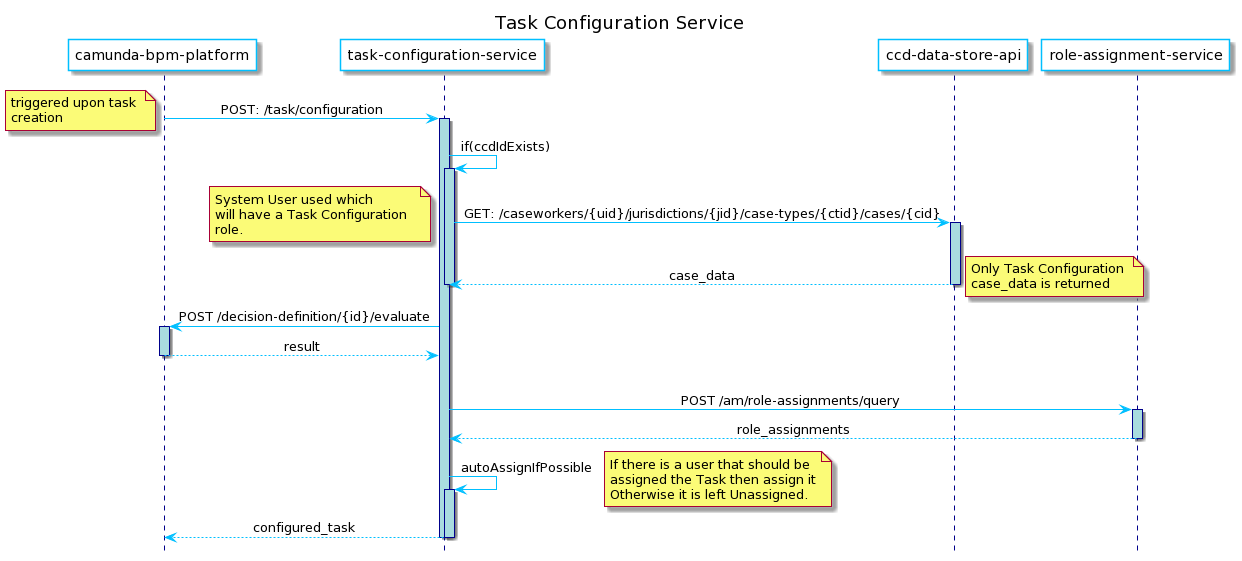 Task Configuration Service
camunda-bpm-platform
task-configuration-service
ccd-data-store-api
role-assignment-service
triggered upon task
creation
POST: /task/configuration
if(ccdIdExists)
System User used which
will have a Task Configuration
role.
GET: /caseworkers/{uid}/jurisdictions/{jid}/case-types/{ctid}/cases/{cid}
Only Task Configuration
case_data is returned
case_data
POST /decision-definition/{id}/evaluate
result
POST /am/role-assignments/query
role_assignments
autoAssignIfPossible
If there is a user that should be
assigned the Task then assign it
Otherwise it is left Unassigned.
configured_task